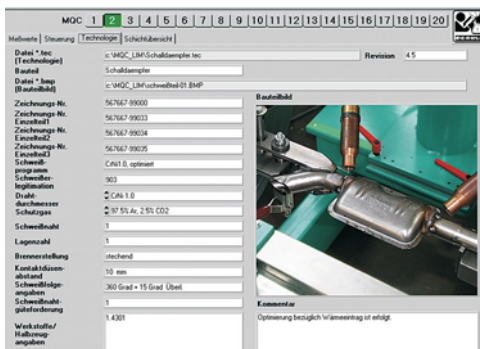 MQC 1 2 3 4 5 6 7 8 9 10 11 12 13 14 15 16 17 18 19 20
Meßwerte Steuerung Technologie Schichtübersicht
Datei *.tec c:\MQC_LIM\Schalldaempfer.tec Revision 4.5
(Technologie)
Bauteil Schalldaempfer
Datei *.bmp c:\MQC_LIM\schweißteil-01.BMP
(Bauteilbild)
Zeichnungs-Nr. 567667-99000 Bauteilbild
Zeichnungs-Nr. 567667-99033
Einzelteil1
Zeichnungs-Nr. 567667-99034
Einzelteil2
Zeichnungs-Nr. 567667-99035
Einzelteil3
Schweiß- CrNi1.0, optimiert
programm
Schweißer- 903
legitimation
Draht- CrNi-1.0
durchmesser
Schutzgas 97.5% Ar, 2.5% CO2
Schweißnaht 1
Lagenzahl 1
Brennerstellung stechend
Kontaktdüsen- 10 mm
abstand
Schweißfolge- 360 Grad + 15 Grad Überl.
angaben
Schweißnaht- 1
güteforderung
Kommentar
Werkstoffe/ 1.4301 Optimierung bezüglich Wärmeeintrag ist erfolgt.
Halbzeug-
angaben